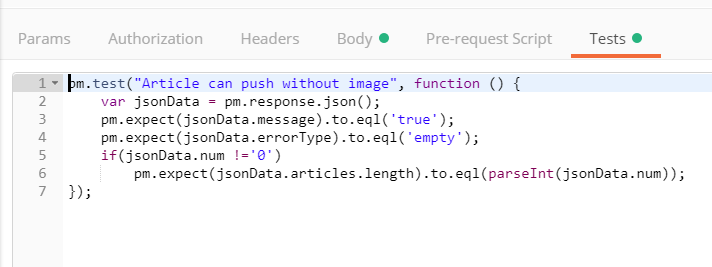 Params Authorization Headers Body Pre-request Script Tests
1 pm.test("Article can push without image", function () {
2 var jsonData = pm.response.json();
3 pm.expect(jsonData.message).to.eql('true');
4 pm.expect(jsonData.errorType).to.eql('empty');
5 if(jsonData.num !='0')
6 pm.expect(jsonData.articles.length).to.eql(parseInt(jsonData.num));
7 });